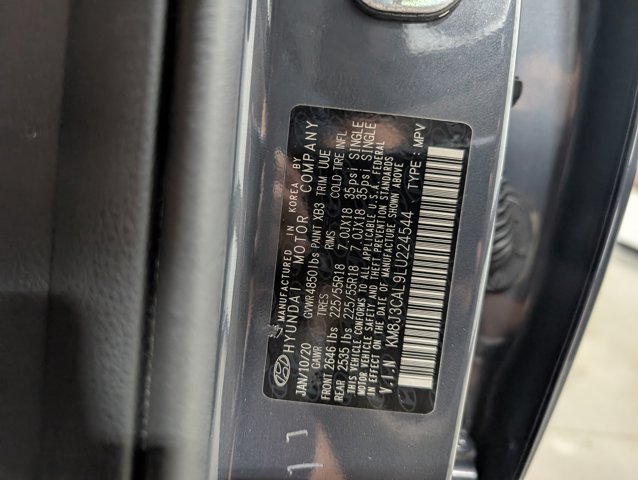 MANUFACTURED IN KOREA BY
HYUNDAI MOTOR COMPANY
JAN/10/20 GVWR 4850 lbs PAINT XB3 TRIM UUE
GAWR TIRES RIMS COLD TIRE INFL
FRONT 2646 lbs 225/55R18 7.0JX18 35psi SINGLE
REAR 2535 lbs 225/55R18 7.0JX18 35psi SINGLE
THIS VEHICLE CONFORMS TO ALL APPLICABLE U.S.A. FEDERAL
MOTOR VEHICLE SAFETY AND THEFT PREVENTION STANDARDS
IN EFFECT ON THE DATE OF MANUFACTURE SHOWN ABOVE
V.I.N KM8J3CAL9LU224544 TYPE: MPV